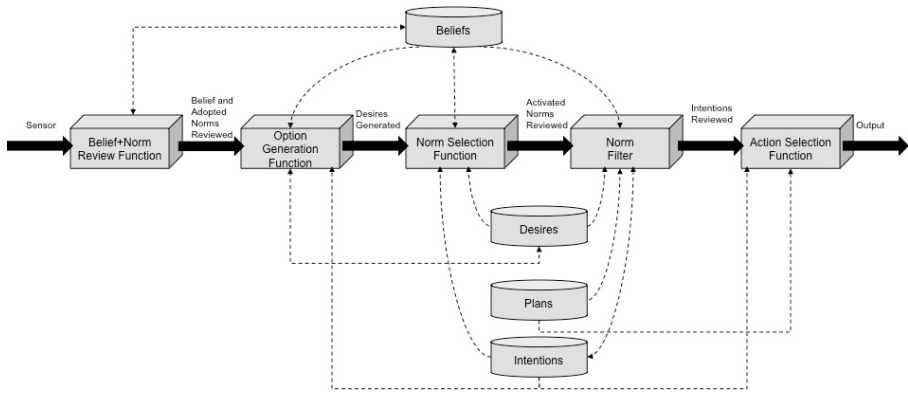 Beliefs
Sensor
Belief+Norm
Review Function
Belief and
Adopted
Norms
Reviewed
Option
Generation
Function
Desires
Generated
Norm Selection
Function
Activated
Norms
Reviewed
Norm
Filter
Intentions
Reviewed
Action Selection
Function
Output
Desires
Plans
Intentions